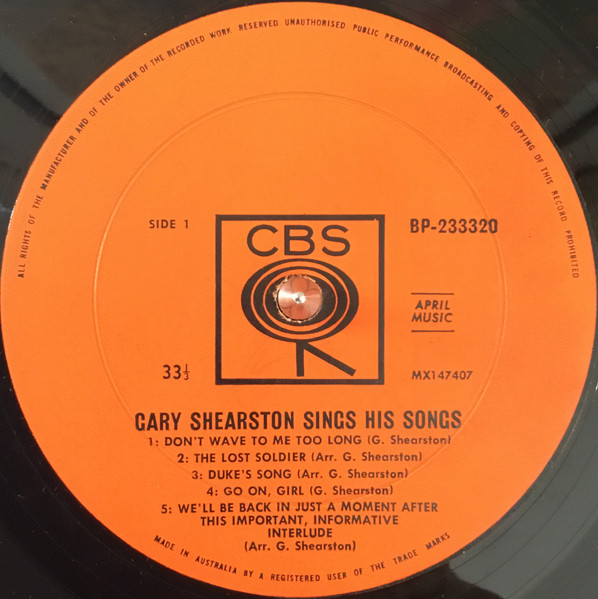 ALL RIGHTS OF THE MANUFACTURER AND OF THE OWNER OF THE RECORDED WORK RESERVED UNAUTHORISED PUBLIC PERFORMANCE BROADCASTING AND COPYING OF THIS RECORD PROHIBITED
SIDE 1
CBS
BP-233320
APRIL
MUSIC
33⅓
MX147407
GARY SHEARSTON SINGS HIS SONGS
1: DON'T WAVE TO ME TOO LONG (G. Shearston)
2: THE LOST SOLDIER (Arr. G. Shearston)
3: DUKE'S SONG (Arr. G. Shearston)
4: GO ON, GIRL (G. Shearston)
5: WE'LL BE BACK IN JUST A MOMENT AFTER
THIS IMPORTANT, INFORMATIVE
INTERLUDE
(Arr. G. Shearston)
MADE IN AUSTRALIA BY A REGISTERED USER OF THE TRADE MARKS